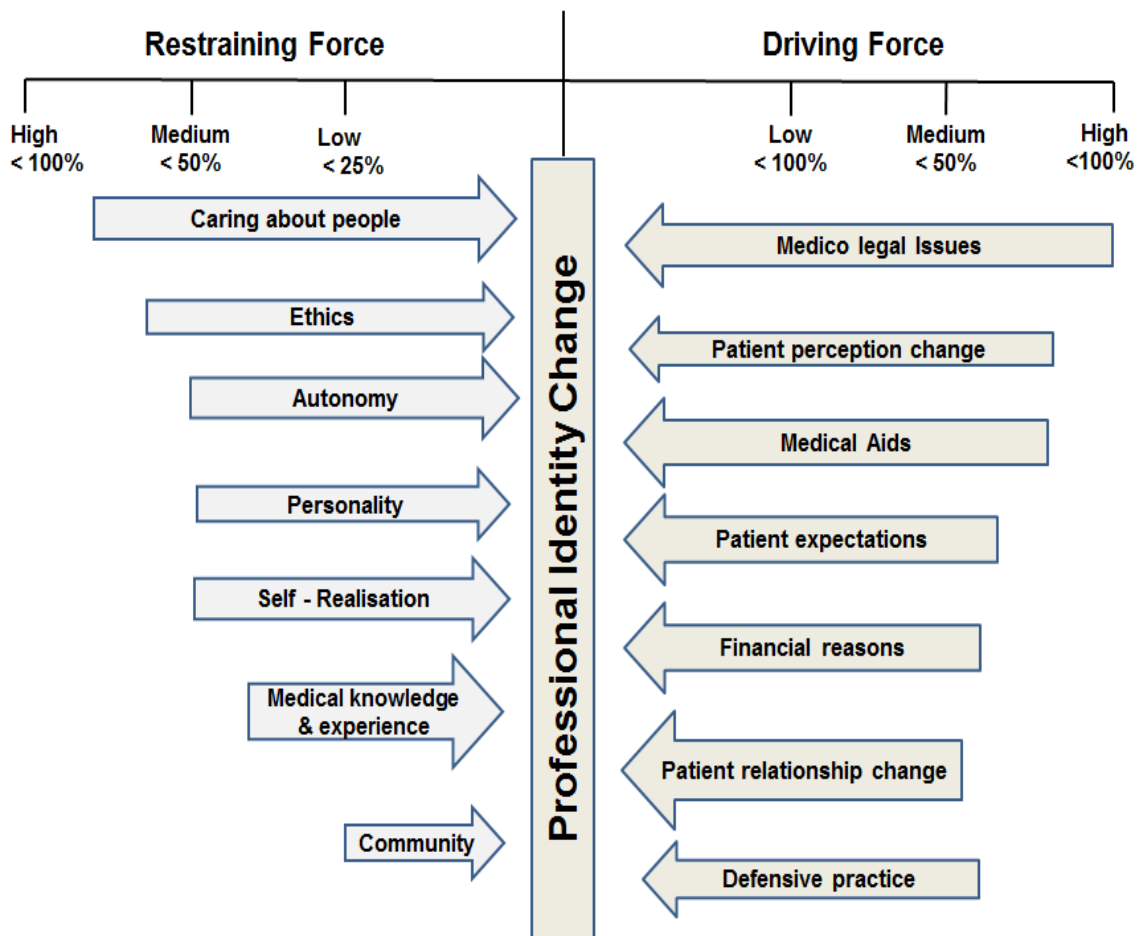 Restraining Force
Driving Force
High
< 100%
Medium
< 50%
Low
< 25%
Low
< 100%
Medium
< 50%
High
<100%
Professional Identity Change
Caring about people
Ethics
Autonomy
Personality
Self - Realisation
Medical knowledge
& experience
Community
Medico legal Issues
Patient perception change
Medical Aids
Patient expectations
Financial reasons
Patient relationship change
Defensive practice